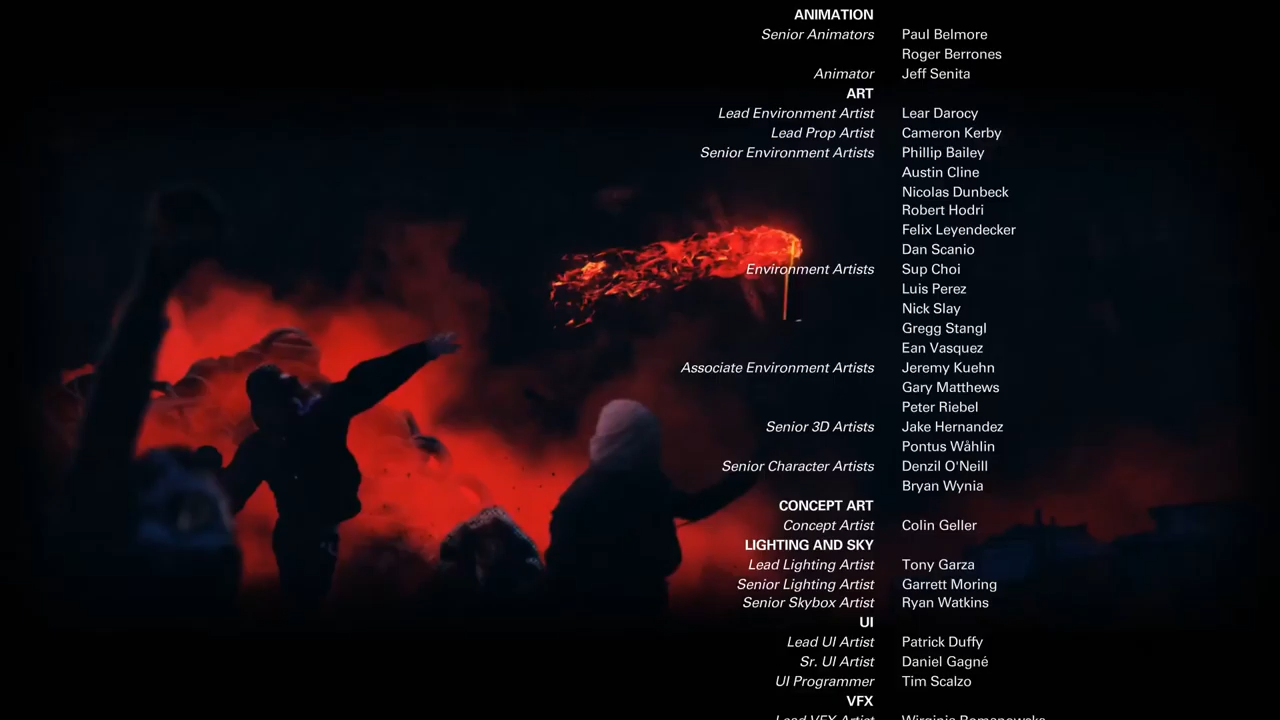 ANIMATION
Senior Animators Paul Belmore
Roger Berrones
Animator Jeff Senita
ART
Lead Environment Artist Lear Darocy
Lead Prop Artist Cameron Kerby
Senior Environment Artists Phillip Bailey
Austin Cline
Nicolas Dunbeck
Robert Hodri
Felix Leyendecker
Dan Scanio
Environment Artists Sup Choi
Luis Perez
Nick Slay
Gregg Stangl
Ean Vasquez
Associate Environment Artists Jeremy Kuehn
Gary Matthews
Peter Riebel
Senior 3D Artists Jake Hernandez
Pontus Wåhlin
Senior Character Artists Denzil O'Neill
Bryan Wynia
CONCEPT ART
Concept Artist Colin Geller
LIGHTING AND SKY
Lead Lighting Artist Tony Garza
Senior Lighting Artist Garrett Moring
Senior Skybox Artist Ryan Watkins
UI
Lead UI Artist Patrick Duffy
Sr. UI Artist Daniel Gagné
UI Programmer Tim Scalzo
VFX
Lead VFX Artist Wirginia Romanowska